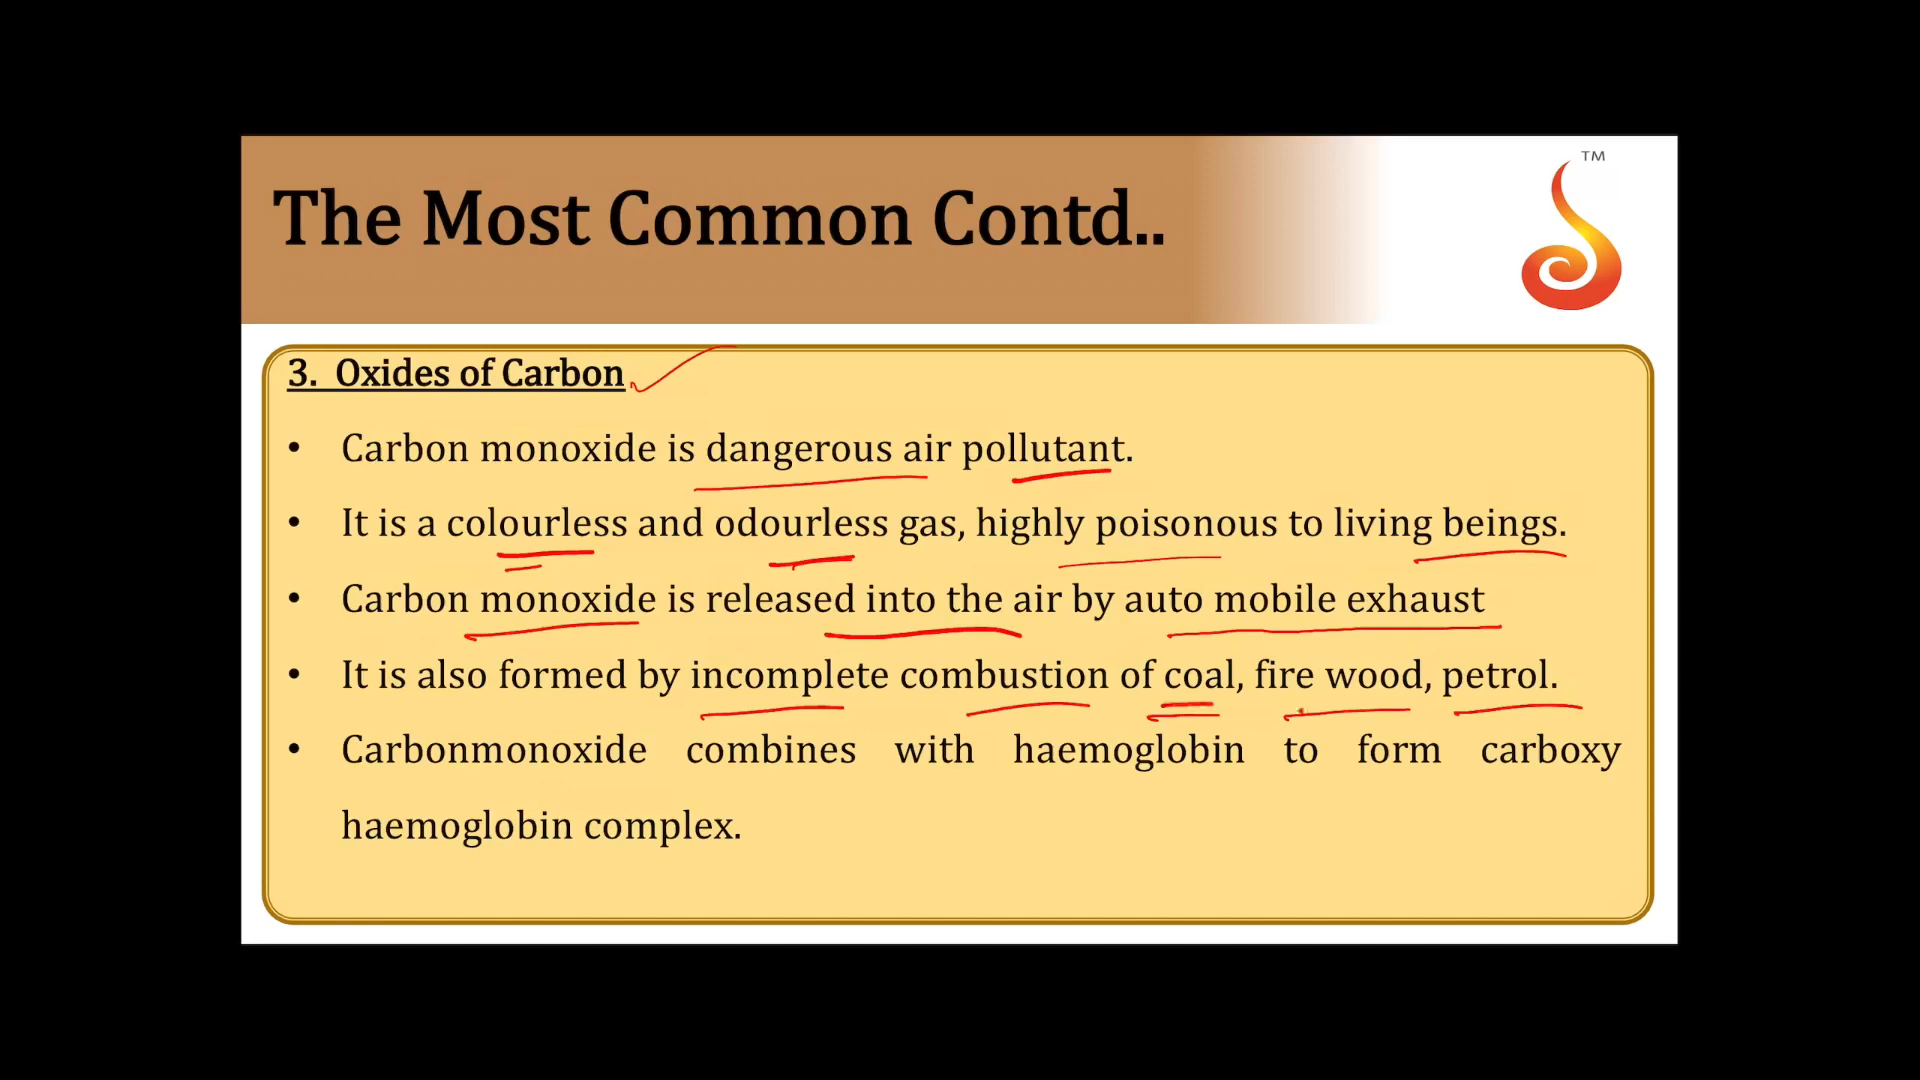 The Most Common Contd..
TM
3. Oxides of Carbon
• Carbon monoxide is dangerous air pollutant.
• It is a colourless and odourless gas, highly poisonous to living beings.
• Carbon monoxide is released into the air by auto mobile exhaust
• It is also formed by incomplete combustion of coal, fire wood, petrol.
• Carbonmonoxide combines with haemoglobin to form carboxy
haemoglobin complex.